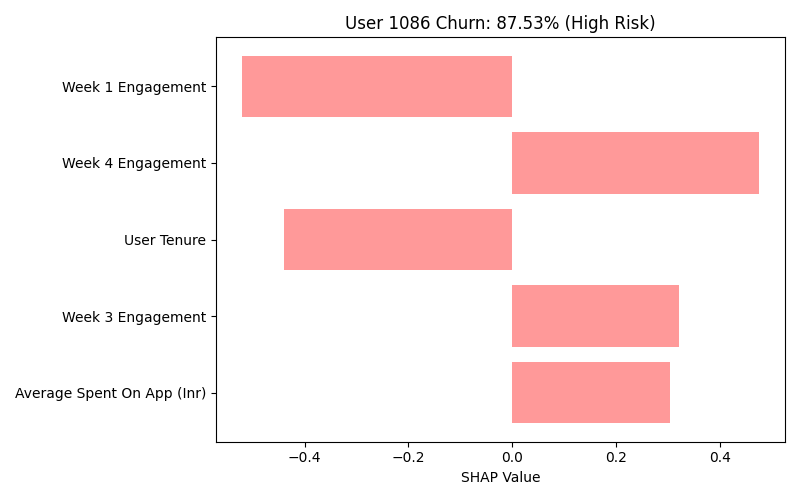 User 1086 Churn: 87.53% (High Risk)
Week 1 Engagement
Week 4 Engagement
User Tenure
Week 3 Engagement
Average Spent On App (Inr)
−0.4 −0.2 0.0 0.2 0.4
SHAP Value